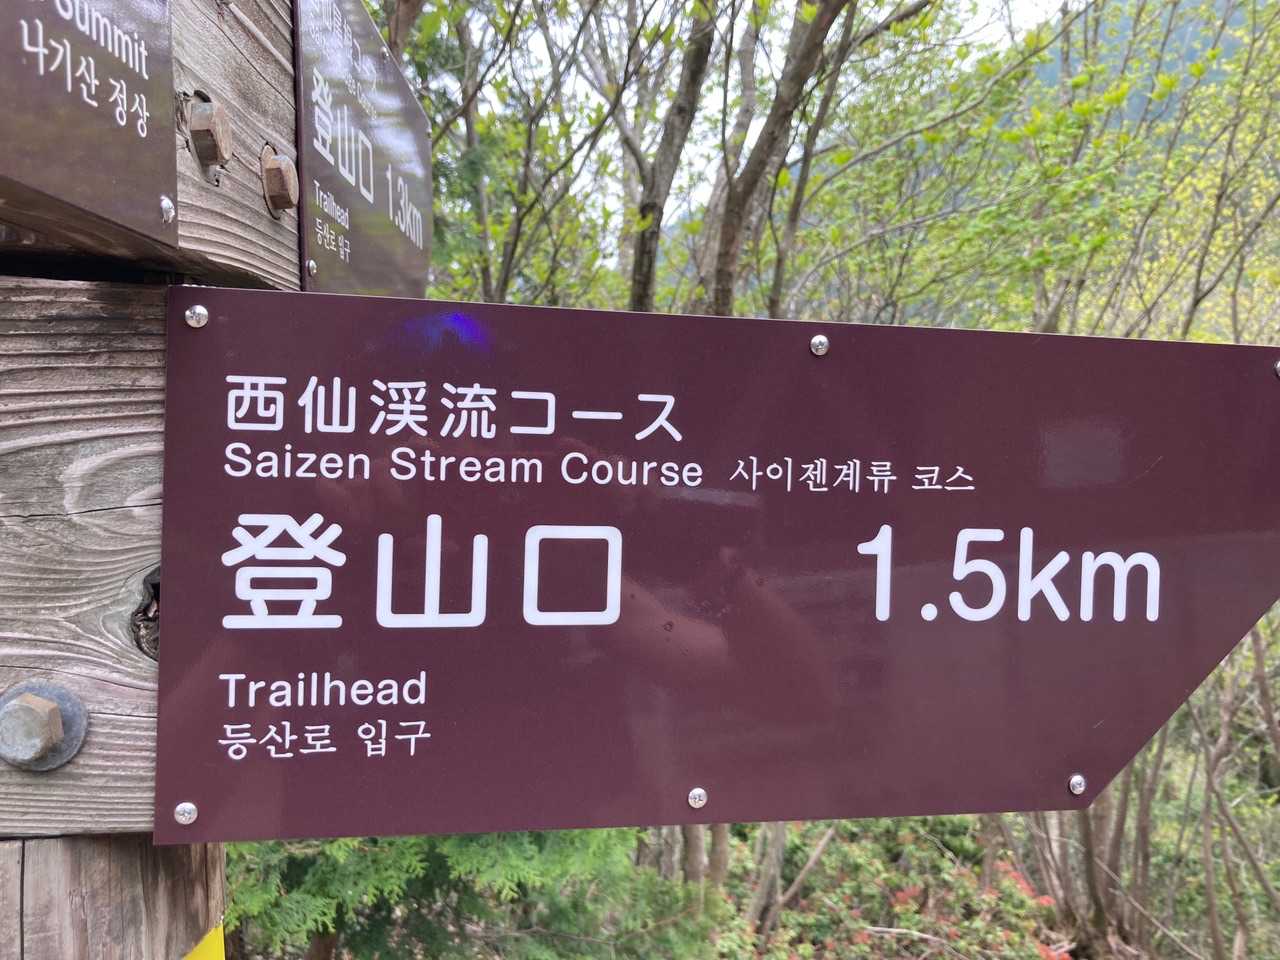 Summit
나기산 정상
登山口 1.3km
Trailhead
등산로 입구
西仙渓流コース
Saizen Stream Course 사이젠계류 코스
登山口 1.5km
Trailhead
등산로 입구